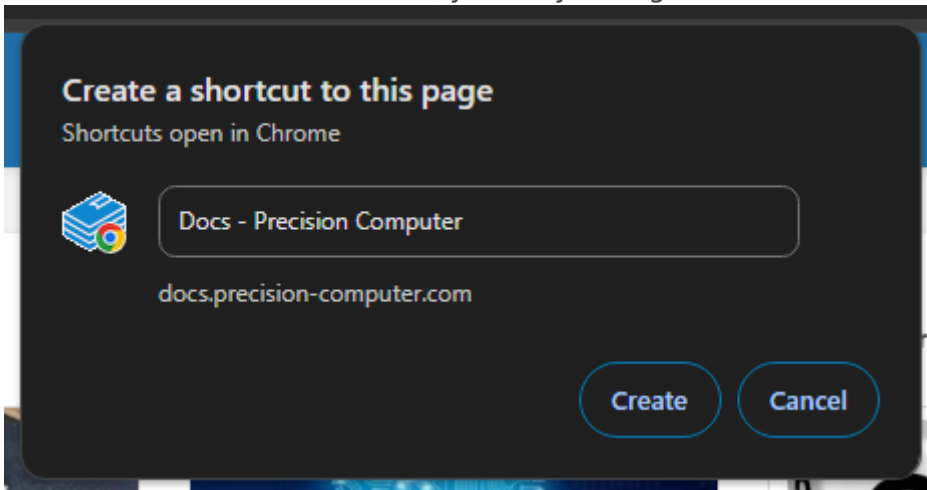 Create a shortcut to this page
Shortcuts open in Chrome
Docs - Precision Computer
docs.precision-computer.com
Create
Cancel